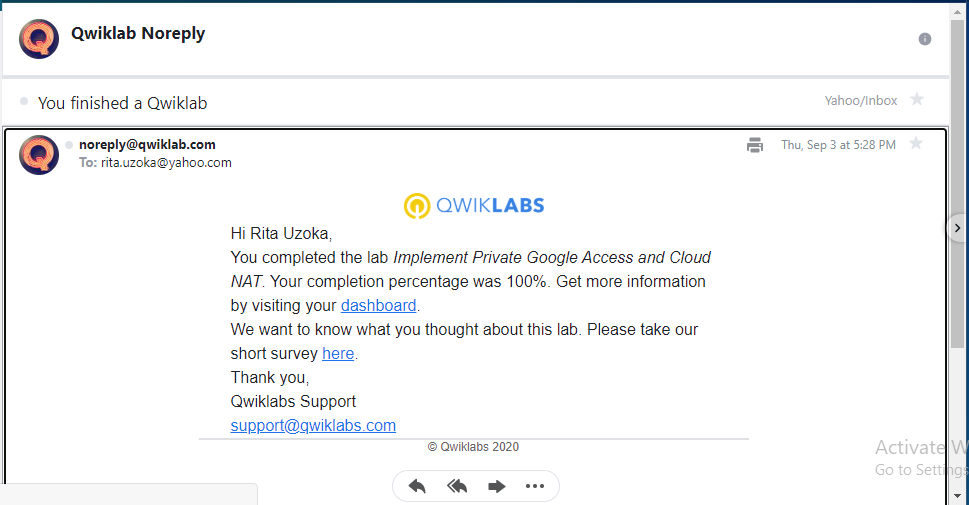 Qwiklab Noreply
You finished a Qwiklab
Yahoo/Inbox
noreply@qwiklab.com
Thu, Sep 3 at 5:28 PM
To: rita.uzoka@yahoo.com
QWIKLABS
Hi Rita Uzoka,
You completed the lab Implement Private Google Access and Cloud
NAT. Your completion percentage was 100%. Get more information
by visiting your dashboard.
We want to know what you thought about this lab. Please take our
short survey here.
Thank you,
Qwiklabs Support
support@qwiklabs.com
© Qwiklabs 2020
Activate W
Go to Settings